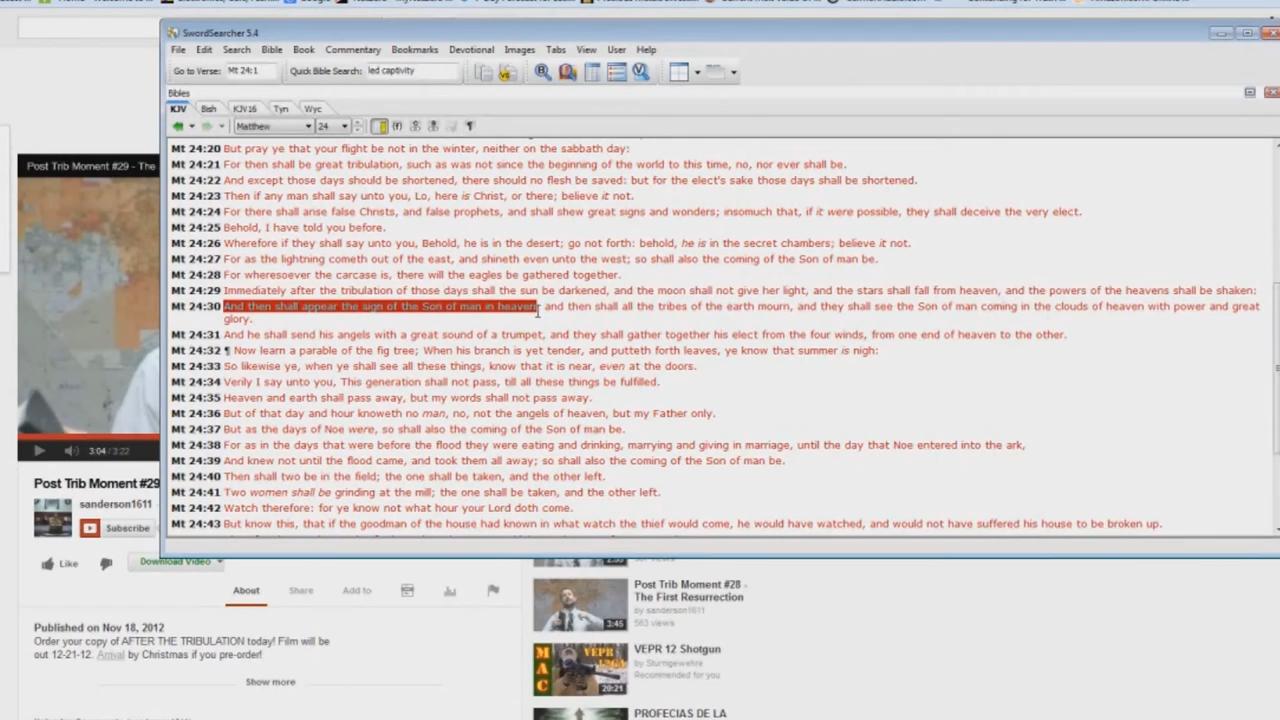 SwordSearcher 5.4
File Edit Search Bible Book Commentary Bookmarks Devotional Images Tabs View User Help
Go to Verse: Mt 24:1 Quick Bible Search: led captivity
Bibles
KJV Bish KJV16 Tyn Wyc
Matthew 24
Mt 24:20 But pray ye that your flight be not in the winter, neither on the sabbath day:
Mt 24:21 For then shall be great tribulation, such as was not since the beginning of the world to this time, no, nor ever shall be.
Mt 24:22 And except those days should be shortened, there should no flesh be saved: but for the elect's sake those days shall be shortened.
Mt 24:23 Then if any man shall say unto you, Lo, here is Christ, or there; believe it not.
Mt 24:24 For there shall arise false Christs, and false prophets, and shall shew great signs and wonders; insomuch that, if it were possible, they shall deceive the very elect.
Mt 24:25 Behold, I have told you before.
Mt 24:26 Wherefore if they shall say unto you, Behold, he is in the desert; go not forth: behold, he is in the secret chambers; believe it not.
Mt 24:27 For as the lightning cometh out of the east, and shineth even unto the west; so shall also the coming of the Son of man be.
Mt 24:28 For wheresoever the carcase is, there will the eagles be gathered together.
Mt 24:29 Immediately after the tribulation of those days shall the sun be darkened, and the moon shall not give her light, and the stars shall fall from heaven, and the powers of the heavens shall be shaken:
Mt 24:30 And then shall appear the sign of the Son of man in heaven: and then shall all the tribes of the earth mourn, and they shall see the Son of man coming in the clouds of heaven with power and great
glory.
Mt 24:31 And he shall send his angels with a great sound of a trumpet, and they shall gather together his elect from the four winds, from one end of heaven to the other.
Mt 24:32 ¶ Now learn a parable of the fig tree; When his branch is yet tender, and putteth forth leaves, ye know that summer is nigh:
Mt 24:33 So likewise ye, when ye shall see all these things, know that it is near, even at the doors.
Mt 24:34 Verily I say unto you, This generation shall not pass, till all these things be fulfilled.
Mt 24:35 Heaven and earth shall pass away, but my words shall not pass away.
Mt 24:36 But of that day and hour knoweth no man, no, not the angels of heaven, but my Father only.
Mt 24:37 But as the days of Noe were, so shall also the coming of the Son of man be.
Mt 24:38 For as in the days that were before the flood they were eating and drinking, marrying and giving in marriage, until the day that Noe entered into the ark,
Mt 24:39 And knew not until the flood came, and took them all away; so shall also the coming of the Son of man be.
Mt 24:40 Then shall two be in the field; the one shall be taken, and the other left.
Mt 24:41 Two women shall be grinding at the mill; the one shall be taken, and the other left.
Mt 24:42 Watch therefore: for ye know not what hour your Lord doth come.
Mt 24:43 But know this, that if the goodman of the house had known in what watch the thief would come, he would have watched, and would not have suffered his house to be broken up.
Post Trib Moment #29 - The
3:04 / 3:22
Post Trib Moment #29
sanderson1611
Subscribe
Like Download Video
About Share Add to
Published on Nov 18, 2012
Order your copy of AFTER THE TRIBULATION today! Film will be
out 12-21-12. Arrival by Christmas if you pre-order!
Show more
Post Trib Moment #28 -
The First Resurrection
by sanderson1611
563 views
3:45
VEPR 12 Shotgun
by Sturmgewehre
Recommended for you
MAC
20:21
PROFECIAS DE LA